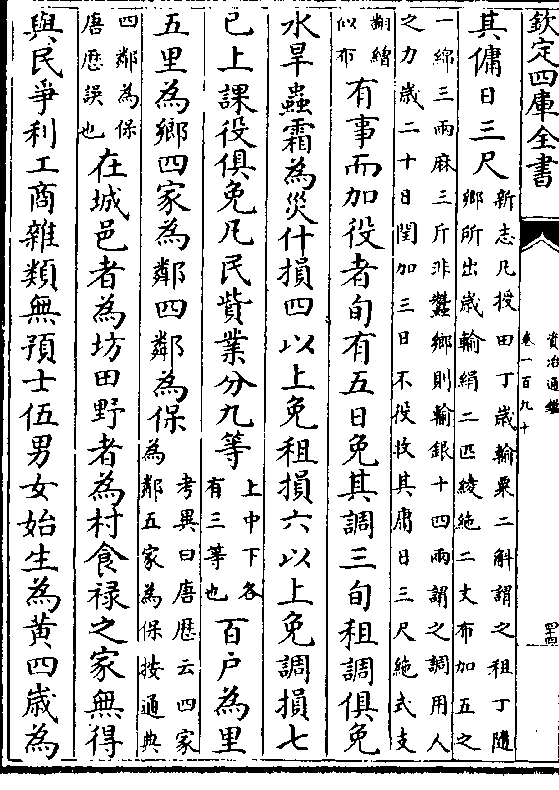 欽定四庫全書
資治通鑑
卷一百九十
其傭日三尺
新志凡授田丁歲輸粟二斛謂之租丁隨
鄉所出歲輸絹二匹綾絁二丈布加五之
一綿三兩麻三斤非蠶鄉則輸銀十四兩謂之調用人
之力歲二十日閏加三日不役收其庸日三尺絁式支
翻繒
似布
有事而加役者旬有五日免其調三旬租調俱免
水旱蟲霜為災什損四以上免租損六以上免調損七
已上課役俱免凡民貲業分九等
上中下各
有三等也
百戶為里
五里為鄉四家為鄰四鄰為保
考異曰唐歷云四家
為鄰五家為保按通典
四鄰為保
唐歷誤也
在城邑者為坊田野者為村食祿之家無得
與民爭利工商雜類無預士伍男女始生為黃四歲為